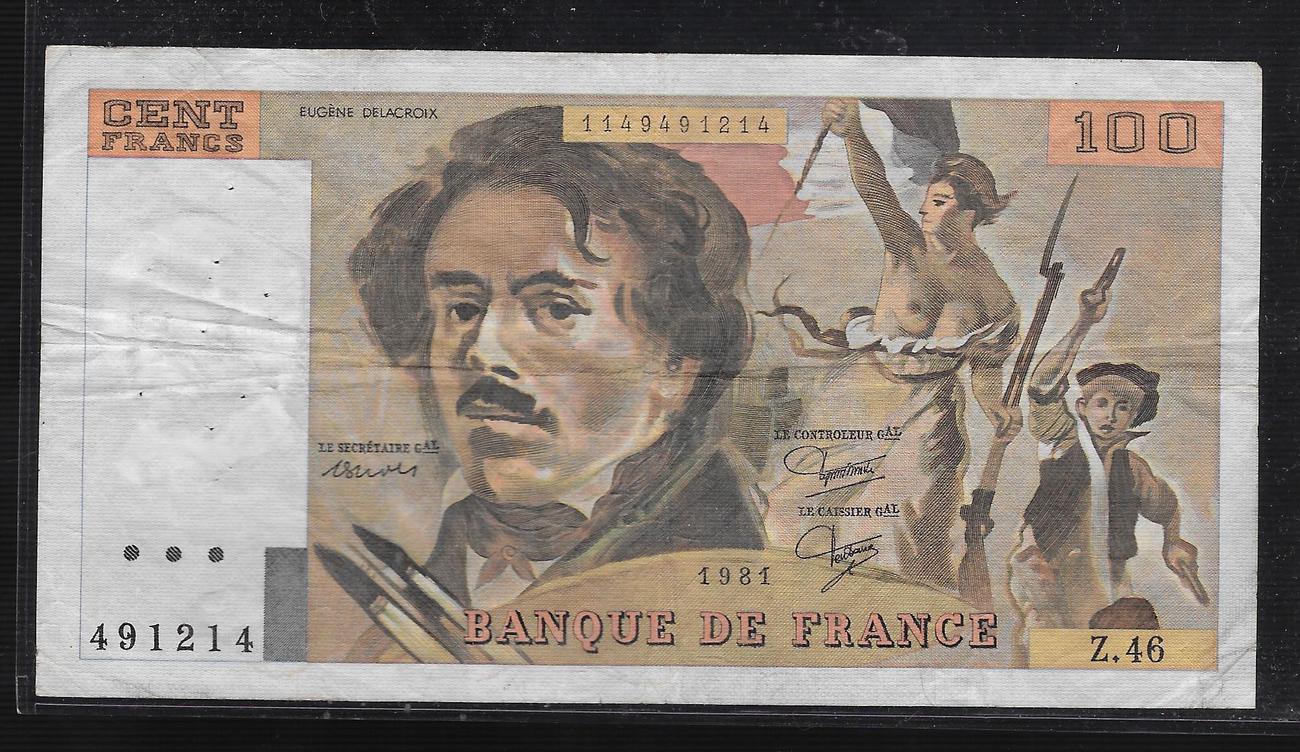 CENT
FRANCS
EUGÈNE DELACROIX
1149491214
100
LE SECRÉTAIRE GAL
LE CONTROLEUR GAL
LE CAISSIER GAL
1981
BANQUE DE FRANCE
491214
Z.46